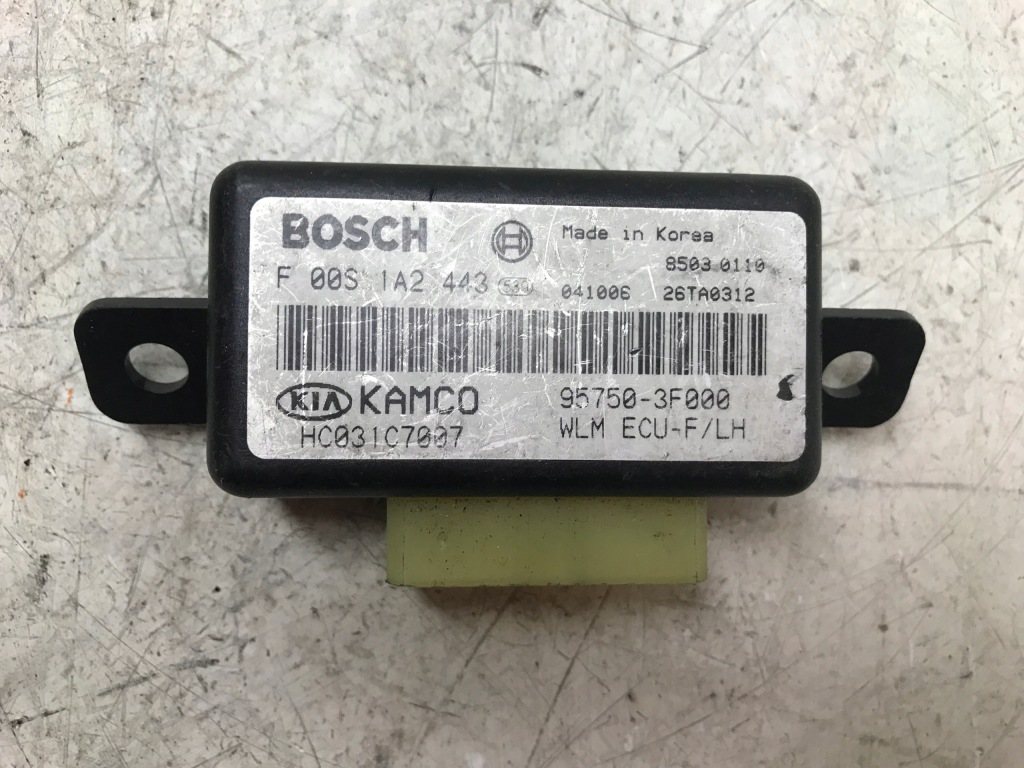 BOSCH Made in Korea
8503 0110
F 00S 1A2 443 041006 26TA0312
KIA KAMCO 95750-3F000
HC031C7007 WLM ECU-F/LH